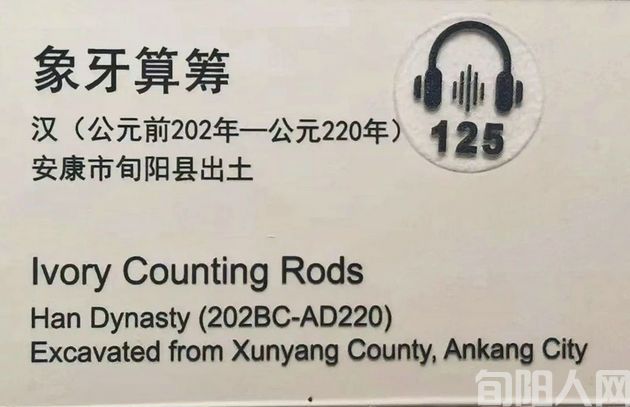 象牙算筹
汉（公元前202年—公元220年）
安康市旬阳县出土
125
Ivory Counting Rods
Han Dynasty (202BC-AD220)
Excavated from Xunyang County, Ankang City
旬阳人网